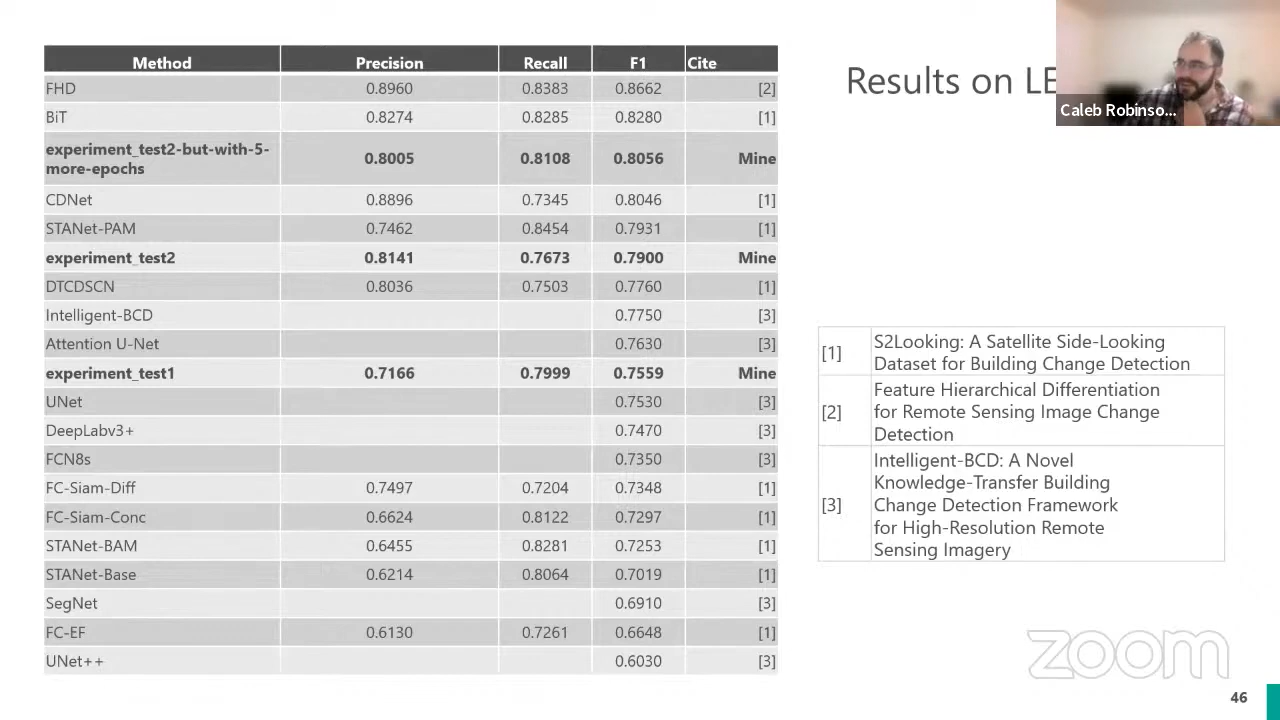 Method Precision Recall F1 Cite
FHD 0.8960 0.8383 0.8662 [2]
BiT 0.8274 0.8285 0.8280 [1]
experiment_test2-but-with-5-
more-epochs 0.8005 0.8108 0.8056 Mine
CDNet 0.8896 0.7345 0.8046 [1]
STANet-PAM 0.7462 0.8454 0.7931 [1]
experiment_test2 0.8141 0.7673 0.7900 Mine
DTCDSCN 0.8036 0.7503 0.7760 [1]
Intelligent-BCD 0.7750 [3]
Attention U-Net 0.7630 [3]
experiment_test1 0.7166 0.7999 0.7559 Mine
UNet 0.7530 [3]
DeepLabv3+ 0.7470 [3]
FCN8s 0.7350 [3]
FC-Siam-Diff 0.7497 0.7204 0.7348 [1]
FC-Siam-Conc 0.6624 0.8122 0.7297 [1]
STANet-BAM 0.6455 0.8281 0.7253 [1]
STANet-Base 0.6214 0.8064 0.7019 [1]
SegNet 0.6910 [3]
FC-EF 0.6130 0.7261 0.6648 [1]
UNet++ 0.6030 [3]
Results on LE
Caleb Robinso...
[1] S2Looking: A Satellite Side-Looking
Dataset for Building Change Detection
[2] Feature Hierarchical Differentiation
for Remote Sensing Image Change
Detection
[3] Intelligent-BCD: A Novel
Knowledge-Transfer Building
Change Detection Framework
for High-Resolution Remote
Sensing Imagery
zoom
46